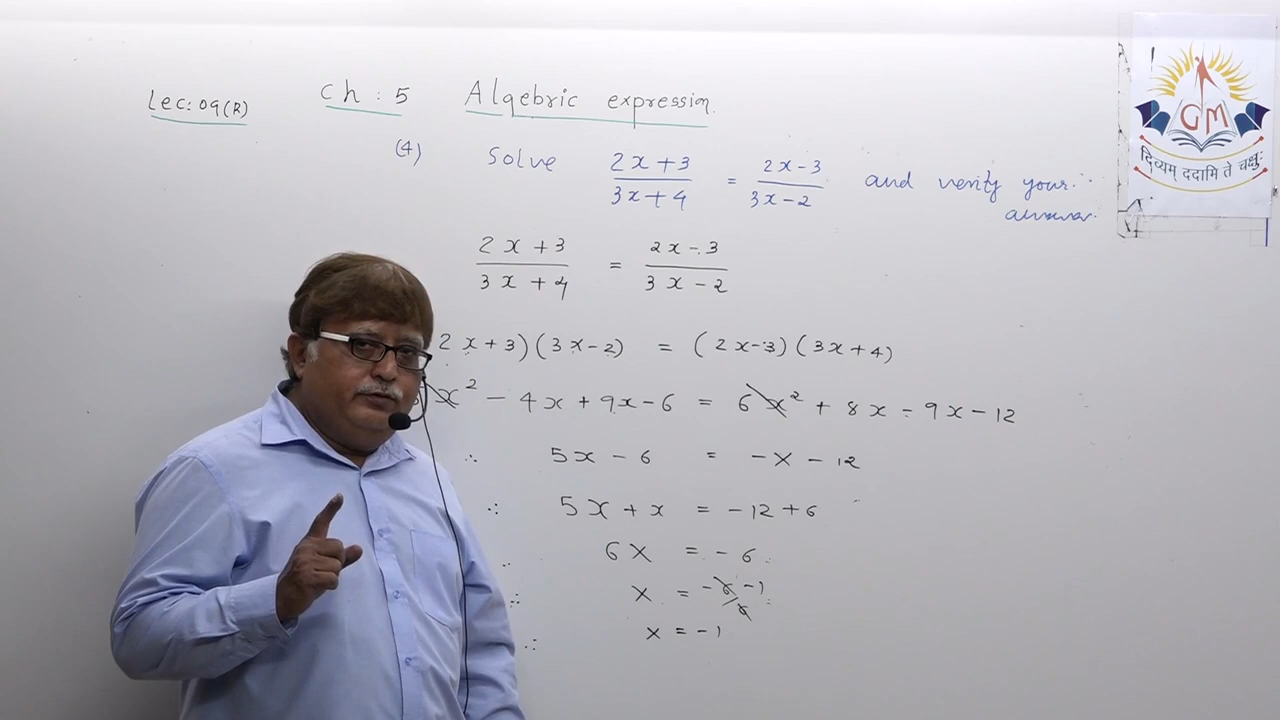 Lec: 09(R)
Ch : 5 Algebric expression.
(4) Solve (2x+3)/(3x+4) = (2x-3)/(3x-2) and verify your
answer.
(2x+3)/(3x+4) = (2x-3)/(3x-2)
2x+3)(3x-2) = (2x-3)(3x+4)
x² - 4x + 9x - 6 = 6x² + 8x - 9x - 12
∴ 5x - 6 = -x - 12
∴ 5x + x = -12 + 6
6x = -6
∴ x = -6/6 -1
∴ x = -1
GM
दिव्यम् ददामि ते चक्षुः